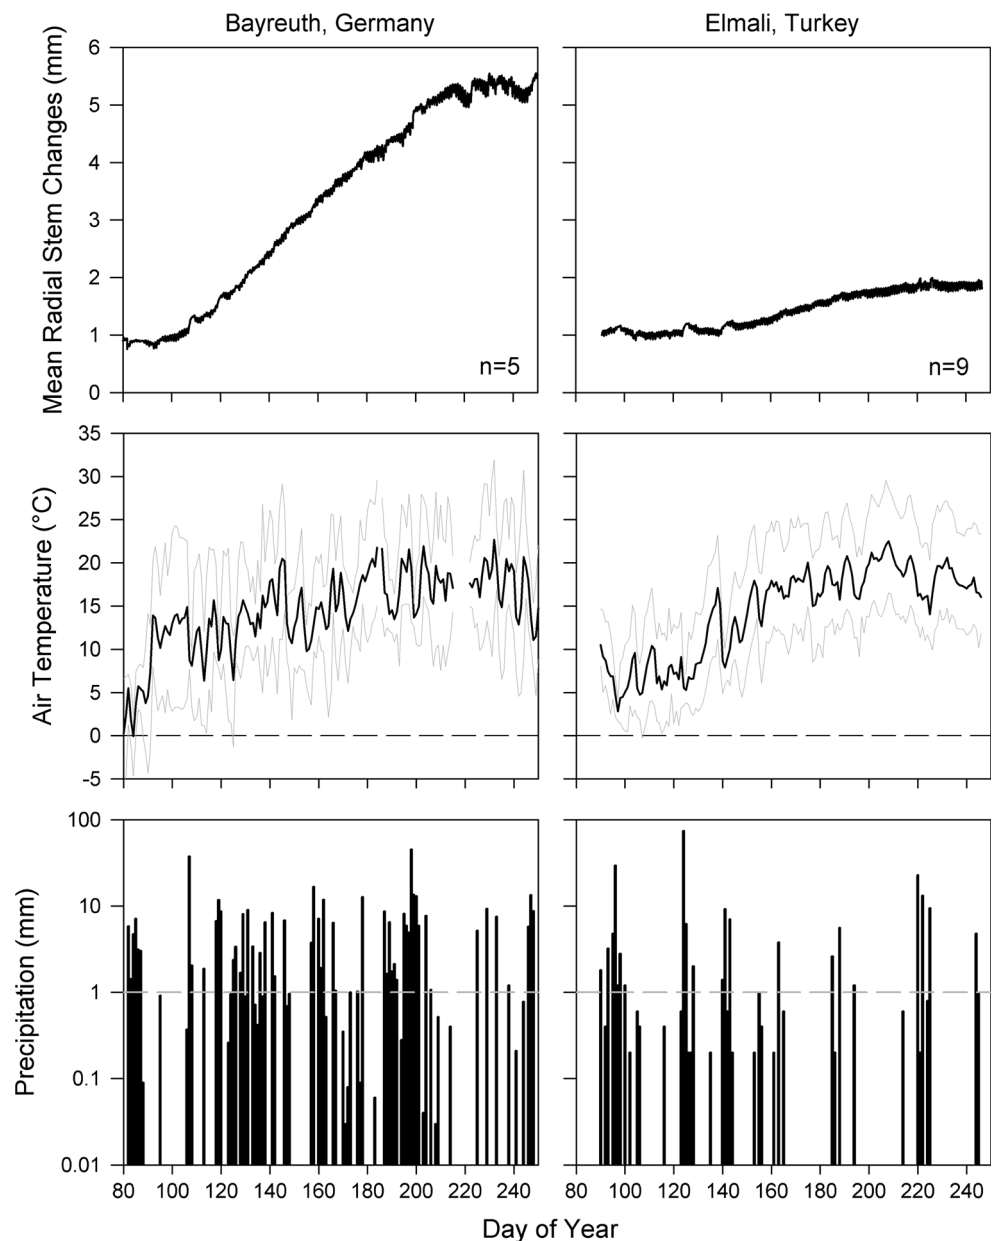 Bayreuth, Germany
Elmali, Turkey
Mean Radial Stem Changes (mm)
6
5
4
3
2
1
0
n=5
n=9
Air Temperature (°C)
35
30
25
20
15
10
5
0
-5
Precipitation (mm)
100
10
1
0.1
0.01
80 100 120 140 160 180 200 220 240
80 100 120 140 160 180 200 220 240
Day of Year